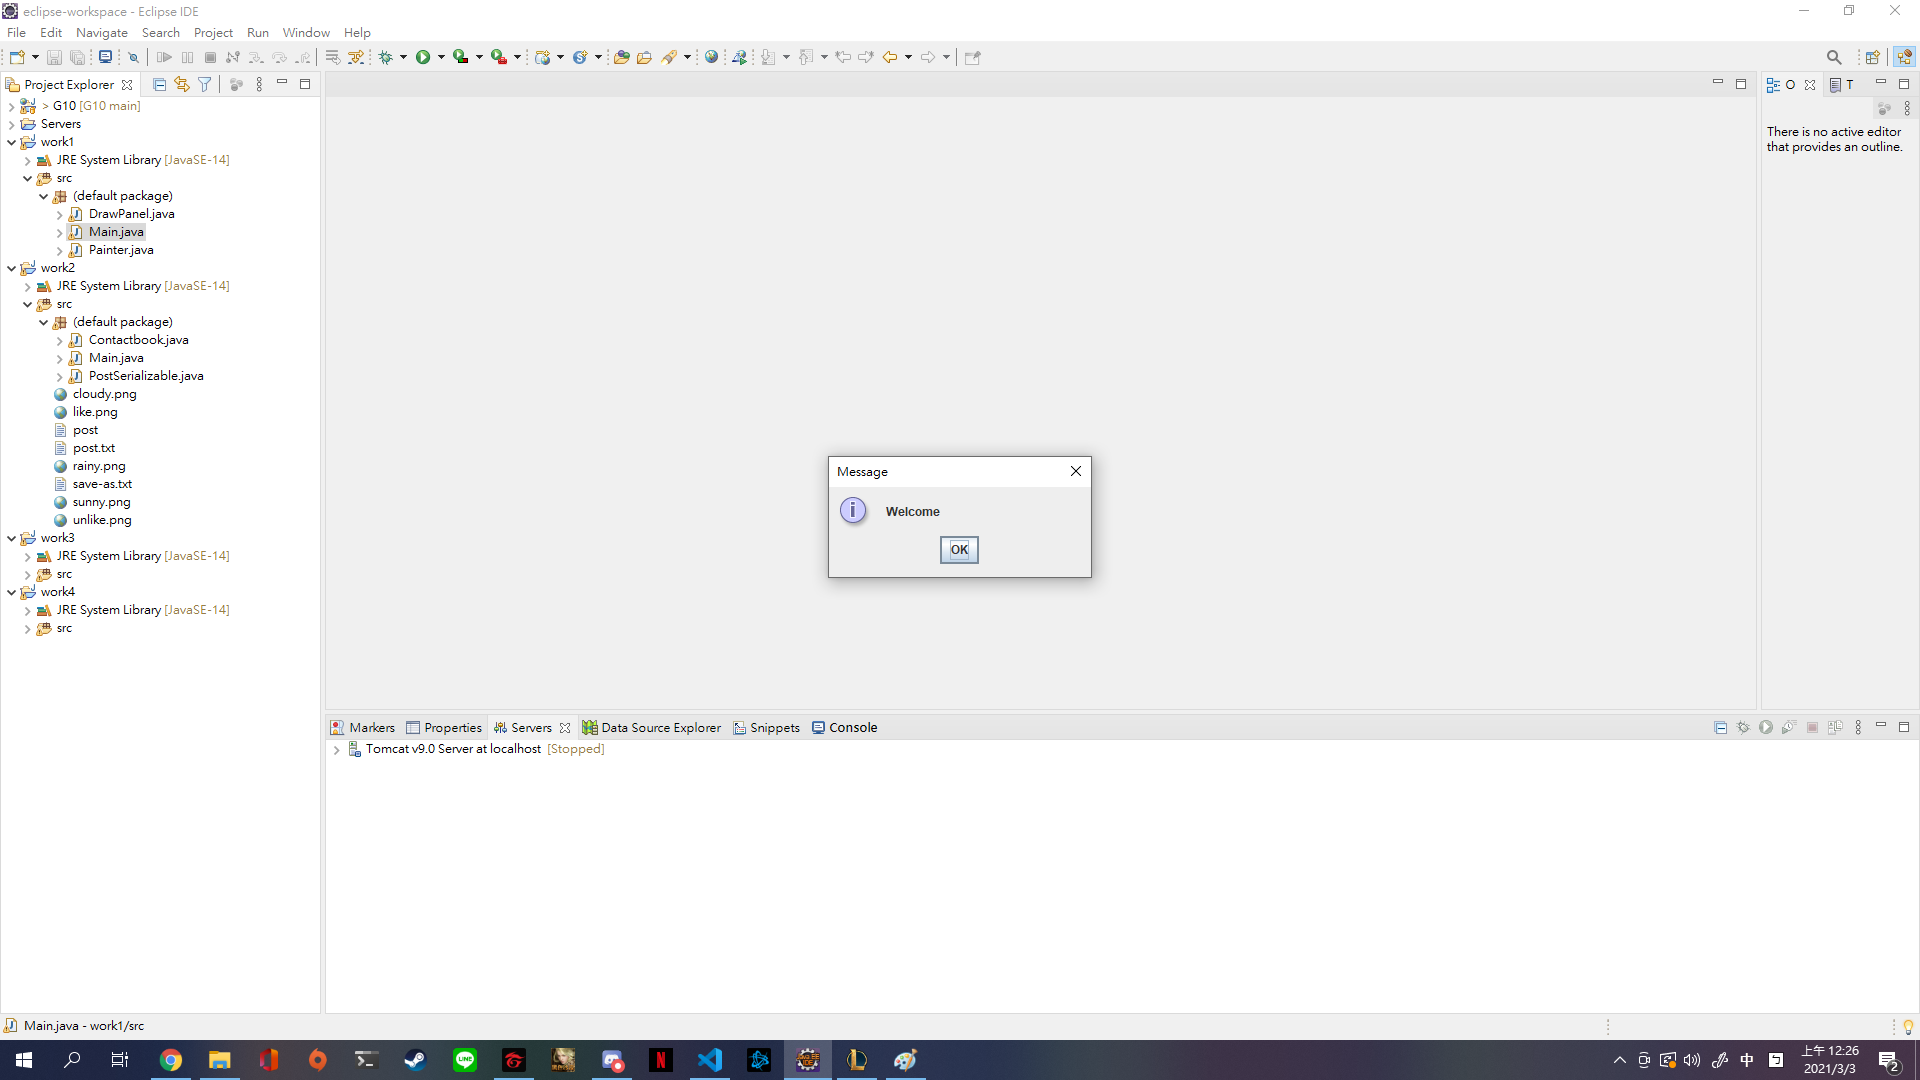 eclipse-workspace - Eclipse IDE
File Edit Navigate Search Project Run Window Help
Project Explorer
> G10 [G10 main]
Servers
work1
JRE System Library [JavaSE-14]
src
(default package)
DrawPanel.java
Main.java
Painter.java
work2
JRE System Library [JavaSE-14]
src
(default package)
Contactbook.java
Main.java
PostSerializable.java
cloudy.png
like.png
post
post.txt
rainy.png
save-as.txt
sunny.png
unlike.png
work3
JRE System Library [JavaSE-14]
src
work4
JRE System Library [JavaSE-14]
src
Message
Welcome
OK
O T
There is no active editor
that provides an outline.
Markers Properties Servers Data Source Explorer Snippets Console
Tomcat v9.0 Server at localhost [Stopped]
Main.java - work1/src
LINE
中
上午 12:26
2021/3/3
2